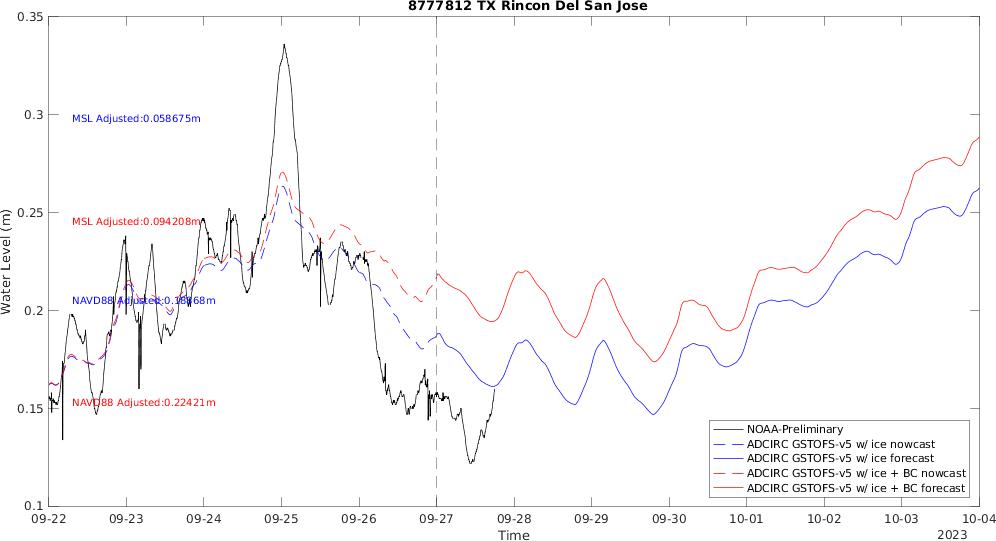 8777812 TX Rincon Del San Jose
0.35
0.3
0.25
0.2
0.15
0.1
Water Level (m)
MSL Adjusted:0.058675m
MSL Adjusted:0.094208m
NAVD88 Adjusted:0.18868m
NAVD88 Adjusted:0.22421m
NOAA-Preliminary
ADCIRC GSTOFS-v5 w/ ice nowcast
ADCIRC GSTOFS-v5 w/ ice forecast
ADCIRC GSTOFS-v5 w/ ice + BC nowcast
ADCIRC GSTOFS-v5 w/ ice + BC forecast
09-22 09-23 09-24 09-25 09-26 09-27 09-28 09-29 09-30 10-01 10-02 10-03 10-04
Time
2023